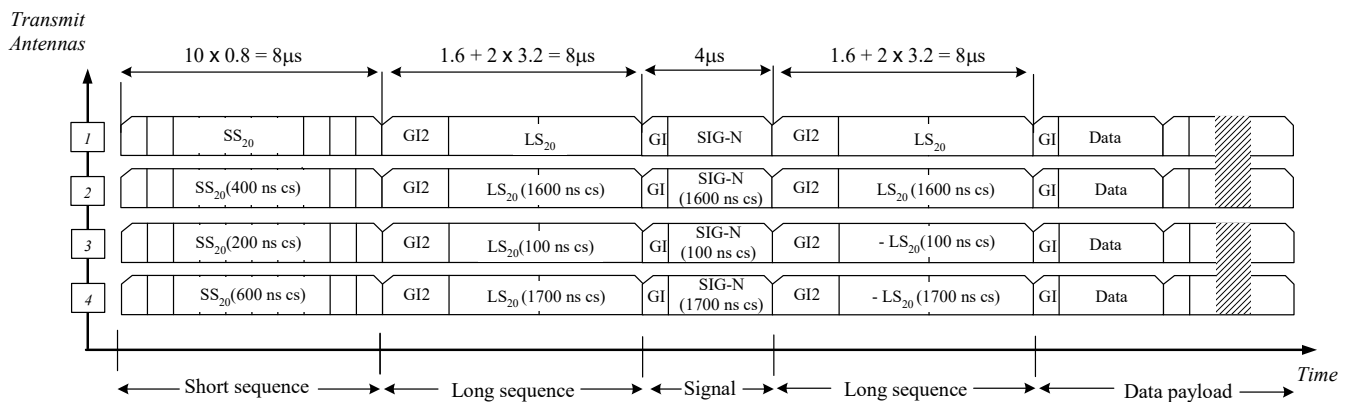 Transmit
Antennas
10 x 0.8 = 8μs
1.6 + 2 x 3.2 = 8μs
4μs
1.6 + 2 x 3.2 = 8μs
1
SS20
GI2
LS20
GI
SIG-N
GI2
LS20
GI
Data
2
SS20(400 ns cs)
GI2
LS20 (1600 ns cs)
GI
SIG-N
(1600 ns cs)
GI2
LS20 (1600 ns cs)
GI
Data
3
SS20(200 ns cs)
GI2
LS20 (100 ns cs)
GI
SIG-N
(100 ns cs)
GI2
- LS20 (100 ns cs)
GI
Data
4
SS20(600 ns cs)
GI2
LS20 (1700 ns cs)
GI
SIG-N
(1700 ns cs)
GI2
- LS20 (1700 ns cs)
GI
Data
Short sequence
Long sequence
Signal
Long sequence
Data payload
Time